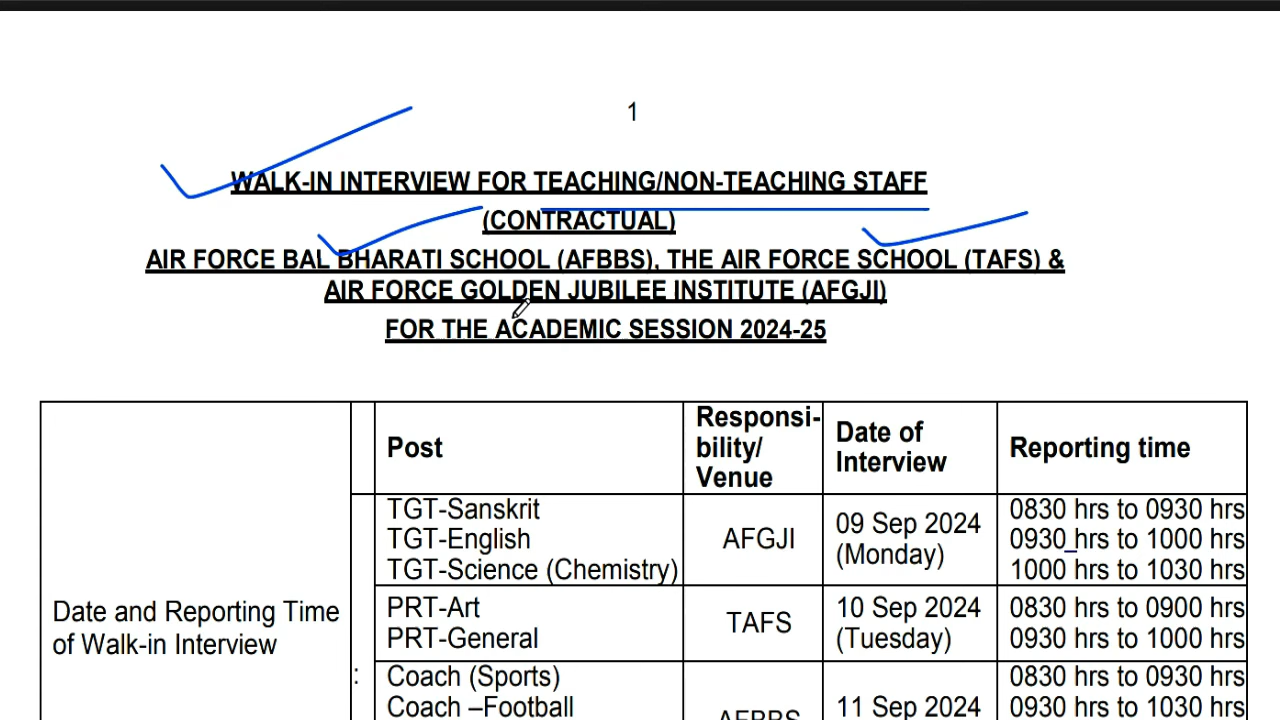 1
WALK-IN INTERVIEW FOR TEACHING/NON-TEACHING STAFF
(CONTRACTUAL)
AIR FORCE BAL BHARATI SCHOOL (AFBBS), THE AIR FORCE SCHOOL (TAFS) &
AIR FORCE GOLDEN JUBILEE INSTITUTE (AFGJI)
FOR THE ACADEMIC SESSION 2024-25
Post
Responsi-
bility/
Venue
Date of
Interview
Reporting time
Date and Reporting Time
of Walk-in Interview
:
TGT-Sanskrit
TGT-English
TGT-Science (Chemistry)
AFGJI
09 Sep 2024
(Monday)
0830 hrs to 0930 hrs
0930 hrs to 1000 hrs
1000 hrs to 1030 hrs
PRT-Art
PRT-General
TAFS
10 Sep 2024
(Tuesday)
0830 hrs to 0900 hrs
0930 hrs to 1000 hrs
Coach (Sports)
Coach –Football
AFBBS
11 Sep 2024
0830 hrs to 0930 hrs
0930 hrs to 1030 hrs